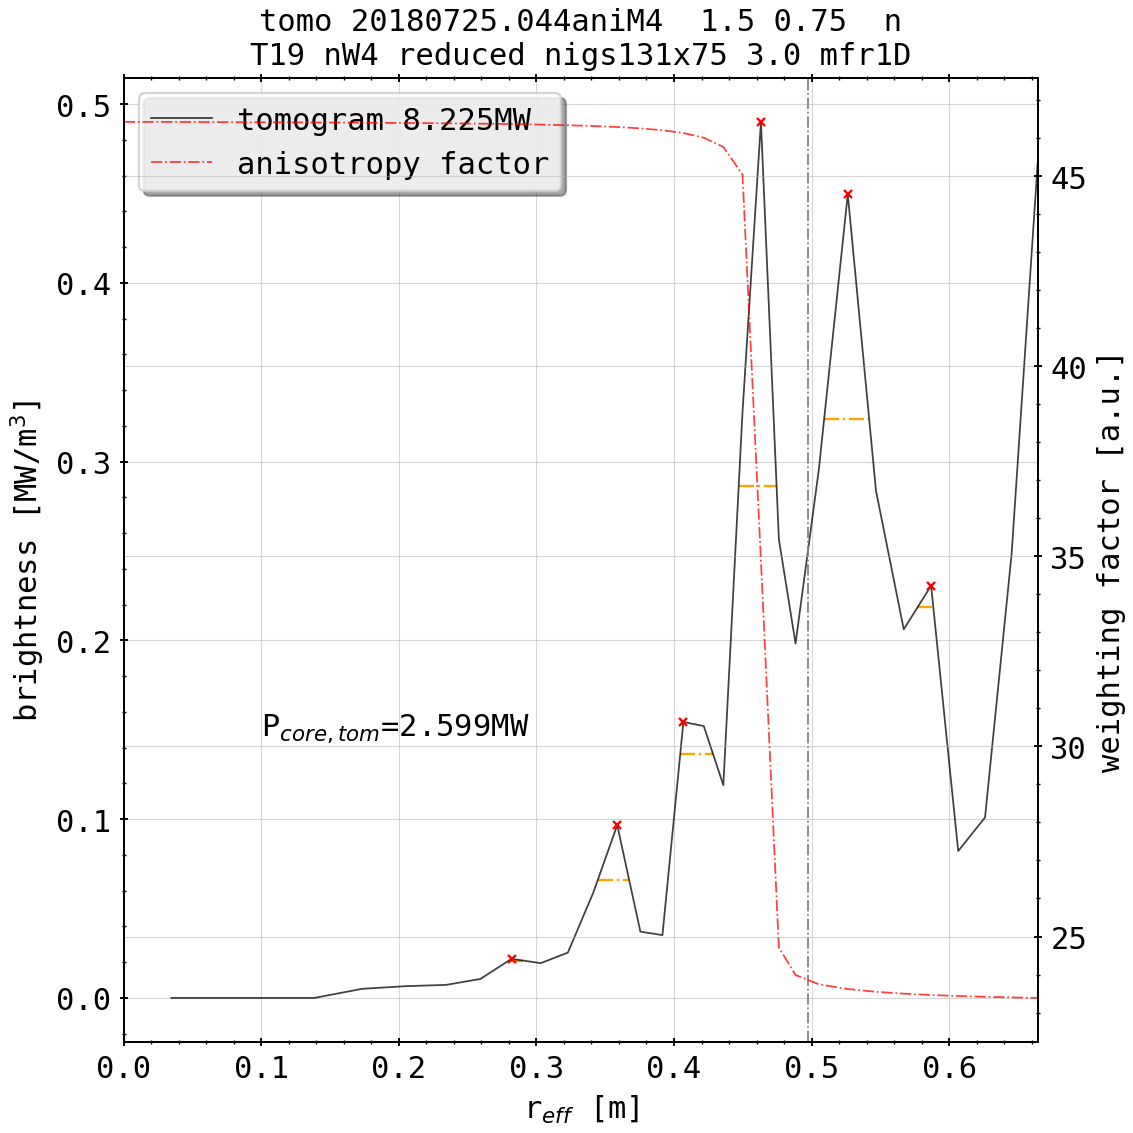 tomo 20180725.044aniM4  1.5 0.75  n
T19 nW4 reduced nigs131x75 3.0 mfr1D
tomogram 8.225MW
anisotropy factor
brightness [MW/m³]
0.5
0.4
0.3
0.2
0.1
0.0
P_core,tom=2.599MW
45
40
35
30
25
weighting factor [a.u.]
0.0 0.1 0.2 0.3 0.4 0.5 0.6
r_eff [m]